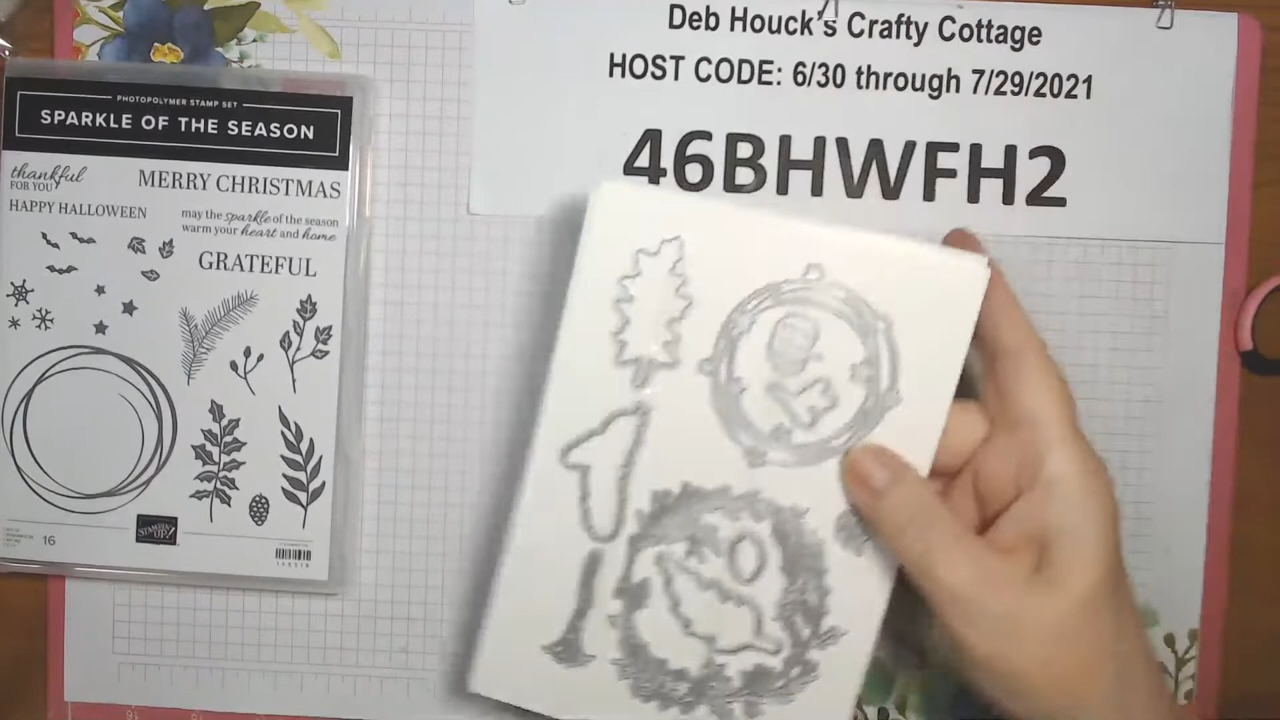 Deb Houck's Crafty Cottage
HOST CODE: 6/30 through 7/29/2021
46BHWFH2
PHOTOPOLYMER STAMP SET
SPARKLE OF THE SEASON
thankful
FOR YOU
MERRY CHRISTMAS
HAPPY HALLOWEEN
may the sparkle of the season
warm your heart and home
GRATEFUL
16
STAMPIN' UP!